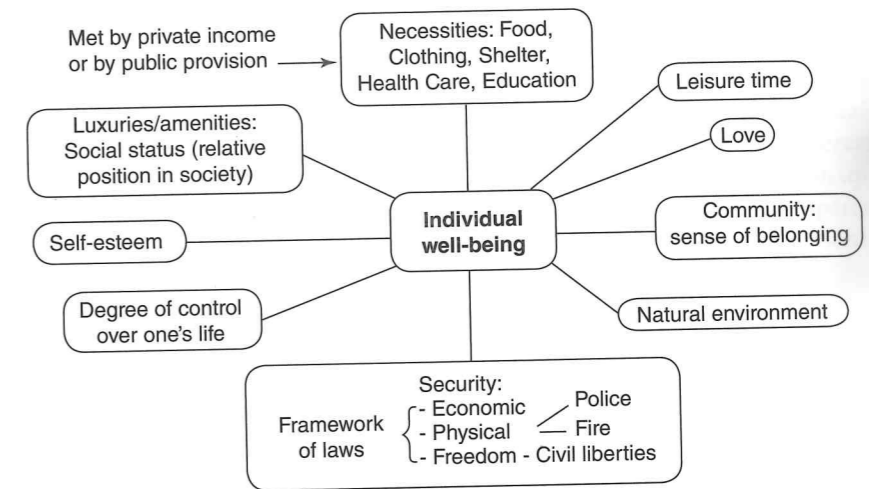 Met by private income
or by public provision
Necessities: Food,
Clothing, Shelter,
Health Care, Education
Leisure time
Luxuries/amenities:
Social status (relative
position in society)
Love
Individual
well-being
Community:
sense of belonging
Self-esteem
Degree of control
over one's life
Natural environment
Security:
Framework
of laws
- Economic
- Physical
- Freedom - Civil liberties
Police
Fire